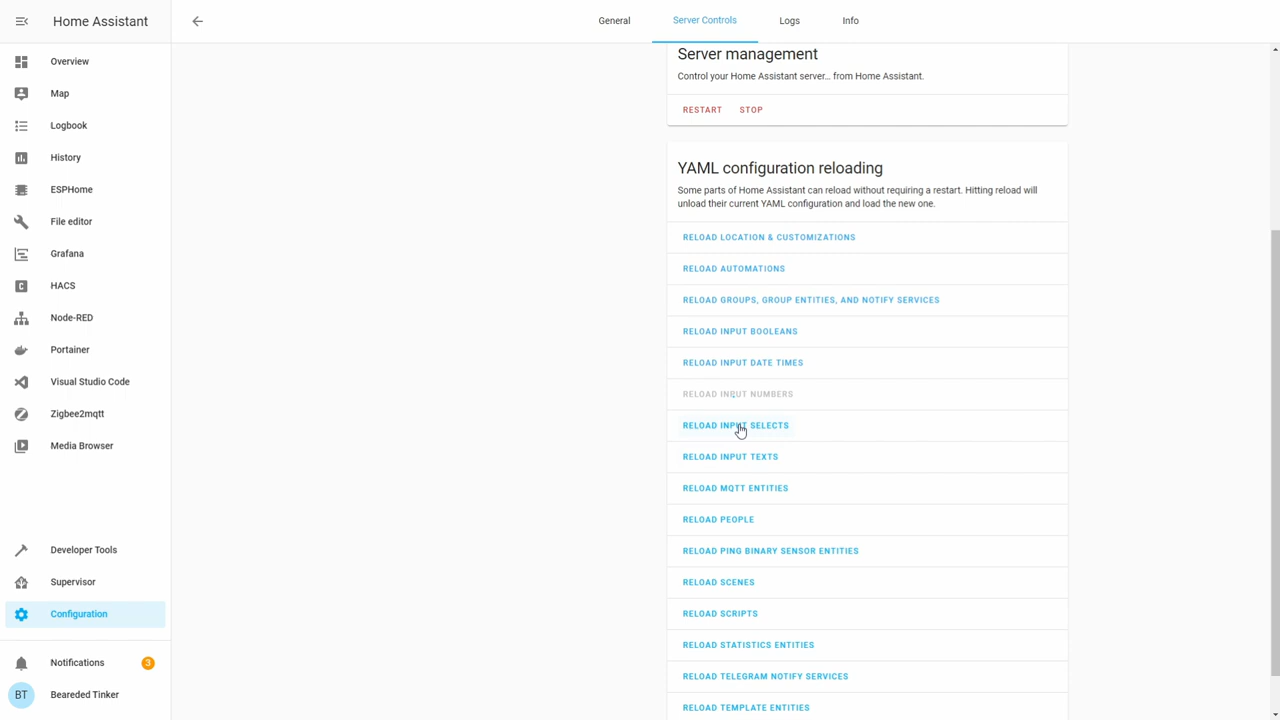 Home Assistant
General
Server Controls
Logs
Info
Overview
Map
Logbook
History
ESPHome
File editor
Grafana
HACS
Node-RED
Portainer
Visual Studio Code
Zigbee2mqtt
Media Browser
Developer Tools
Supervisor
Configuration
Notifications
3
BT
Beareded Tinker
Server management
Control your Home Assistant server… from Home Assistant.
RESTART
STOP
YAML configuration reloading
Some parts of Home Assistant can reload without requiring a restart. Hitting reload will
unload their current YAML configuration and load the new one.
RELOAD LOCATION & CUSTOMIZATIONS
RELOAD AUTOMATIONS
RELOAD GROUPS, GROUP ENTITIES, AND NOTIFY SERVICES
RELOAD INPUT BOOLEANS
RELOAD INPUT DATE TIMES
RELOAD INPUT NUMBERS
RELOAD INPUT SELECTS
RELOAD INPUT TEXTS
RELOAD MQTT ENTITIES
RELOAD PEOPLE
RELOAD PING BINARY SENSOR ENTITIES
RELOAD SCENES
RELOAD SCRIPTS
RELOAD STATISTICS ENTITIES
RELOAD TELEGRAM NOTIFY SERVICES
RELOAD TEMPLATE ENTITIES